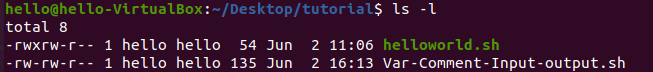 hello@hello-VirtualBox:~/Desktop/tutorial$ ls -l
total 8
-rwxrw-r-- 1 hello hello  54 Jun  2 11:06 helloworld.sh
-rw-rw-r-- 1 hello hello 135 Jun  2 16:13 Var-Comment-Input-output.sh